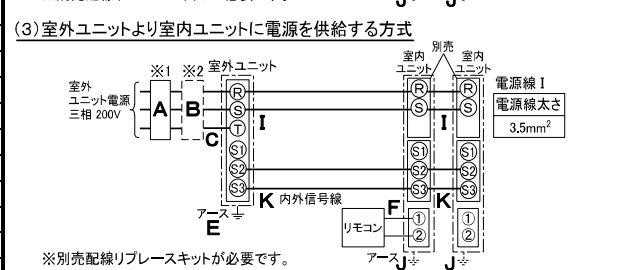 (3)室外ユニットより室内ユニットに電源を供給する方式
※1 ※2 室外ユニット
室内ユニット 別売 室内ユニット
室外
ユニット電源
三相 200V
A B C
R S T S1 S2 S3
I
R S S1 S2 S3
I
R S S1 S2 S3
電源線 I
電源線太さ
3.5mm²
K 内外信号線
K
アース
E
F
リモコン
① ②
① ②
アース J J
※別売配線リプレースキットが必要です。